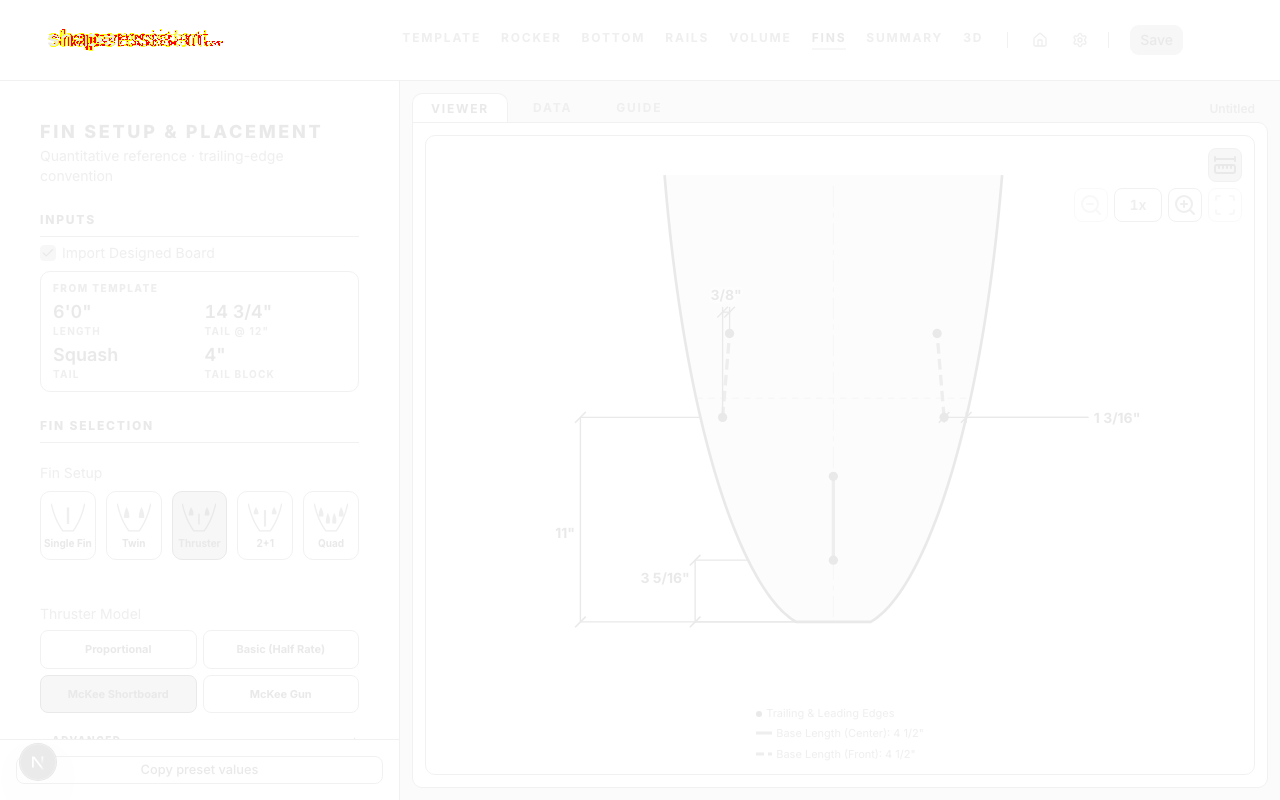 TEMPLATE ROCKER BOTTOM RAILS VOLUME FINS SUMMARY 3D Save
VIEWER DATA GUIDE Untitled
FIN SETUP & PLACEMENT
Quantitative reference · trailing-edge
convention
INPUTS
Import Designed Board
FROM TEMPLATE
6'0" 14 3/4"
LENGTH TAIL @ 12"
Squash 4"
TAIL TAIL BLOCK
FIN SELECTION
Fin Setup
Single Fin Twin Thruster 2+1 Quad
Thruster Model
Proportional Basic (Half Rate)
McKee Shortboard McKee Gun
ADVANCED
Copy preset values
1x
3/8"
1 3/16"
11"
3 5/16"
Trailing & Leading Edges
Base Length (Center): 4 1/2"
Base Length (Front): 4 1/2"